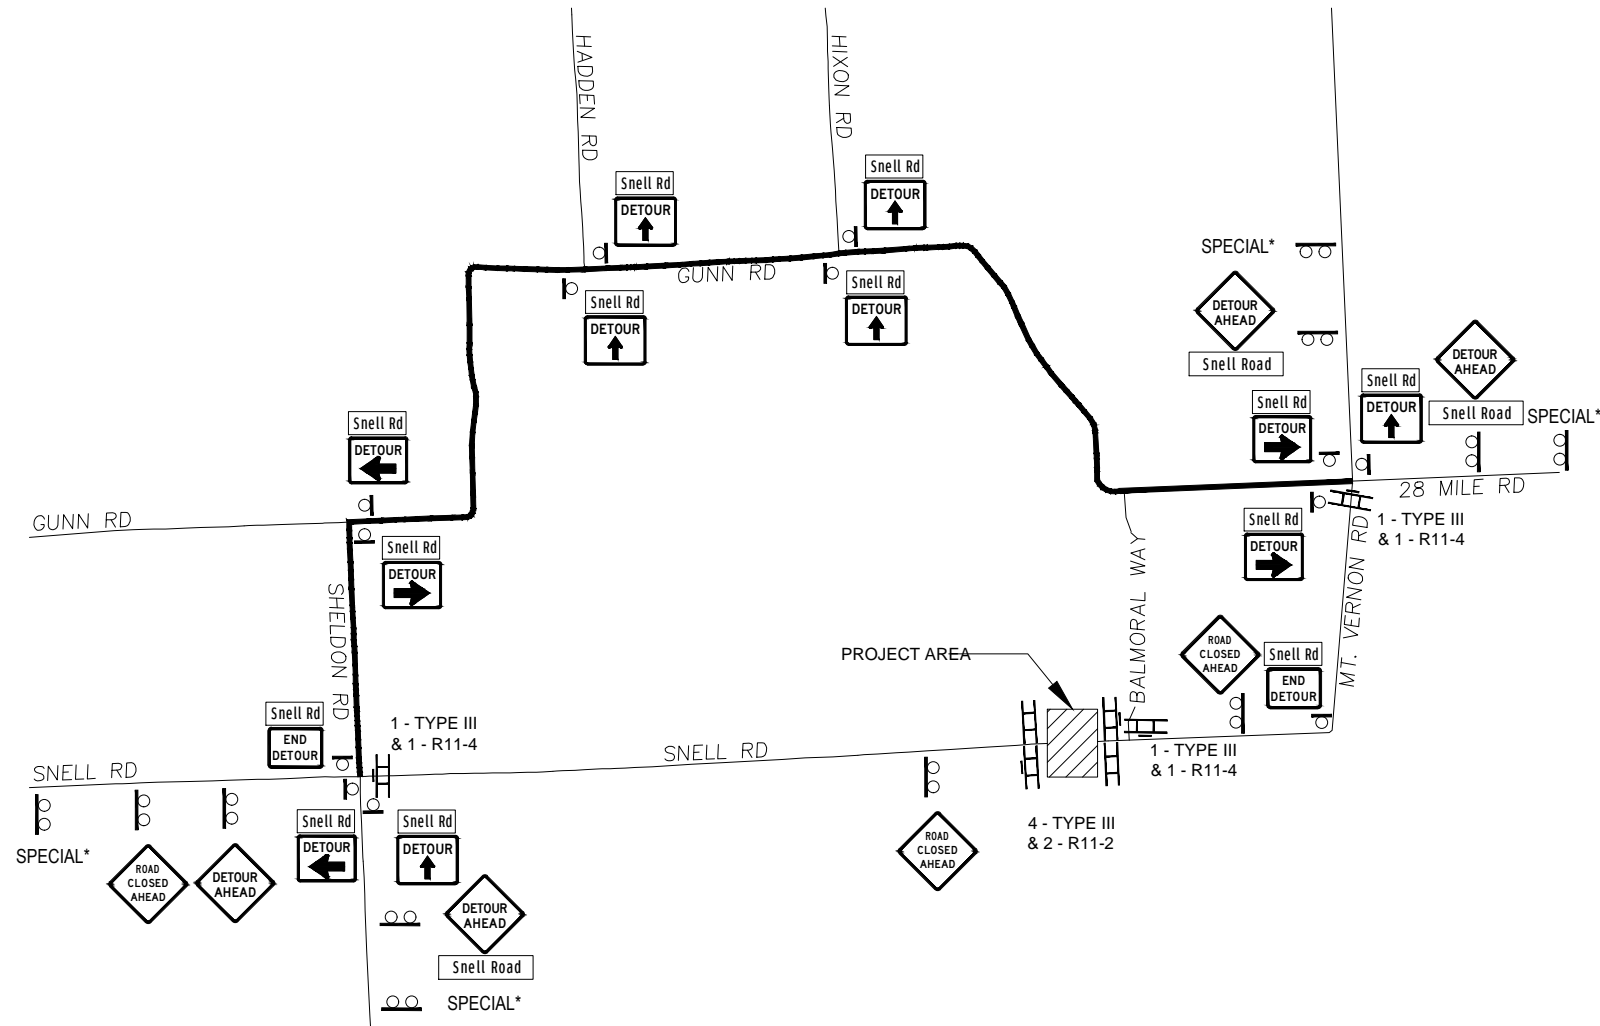 HADDEN RD
HIXON RD
Snell Rd
DETOUR
Snell Rd
DETOUR
GUNN RD
Snell Rd
DETOUR
Snell Rd
DETOUR
SPECIAL*
DETOUR
AHEAD
Snell Road
DETOUR
AHEAD
Snell Road
SPECIAL*
Snell Rd
DETOUR
Snell Rd
DETOUR
28 MILE RD
1 - TYPE III
& 1 - R11-4
Snell Rd
DETOUR
MT. VERNON RD
BALMORAL WAY
Snell Rd
DETOUR
GUNN RD
Snell Rd
DETOUR
SHELDON RD
PROJECT AREA
ROAD
CLOSED
AHEAD
Snell Rd
END
DETOUR
Snell Rd
END
DETOUR
1 - TYPE III
& 1 - R11-4
SNELL RD
SNELL RD
1 - TYPE III
& 1 - R11-4
4 - TYPE III
& 2 - R11-2
ROAD
CLOSED
AHEAD
SPECIAL*
ROAD
CLOSED
AHEAD
DETOUR
AHEAD
Snell Rd
DETOUR
Snell Rd
DETOUR
DETOUR
AHEAD
Snell Road
SPECIAL*